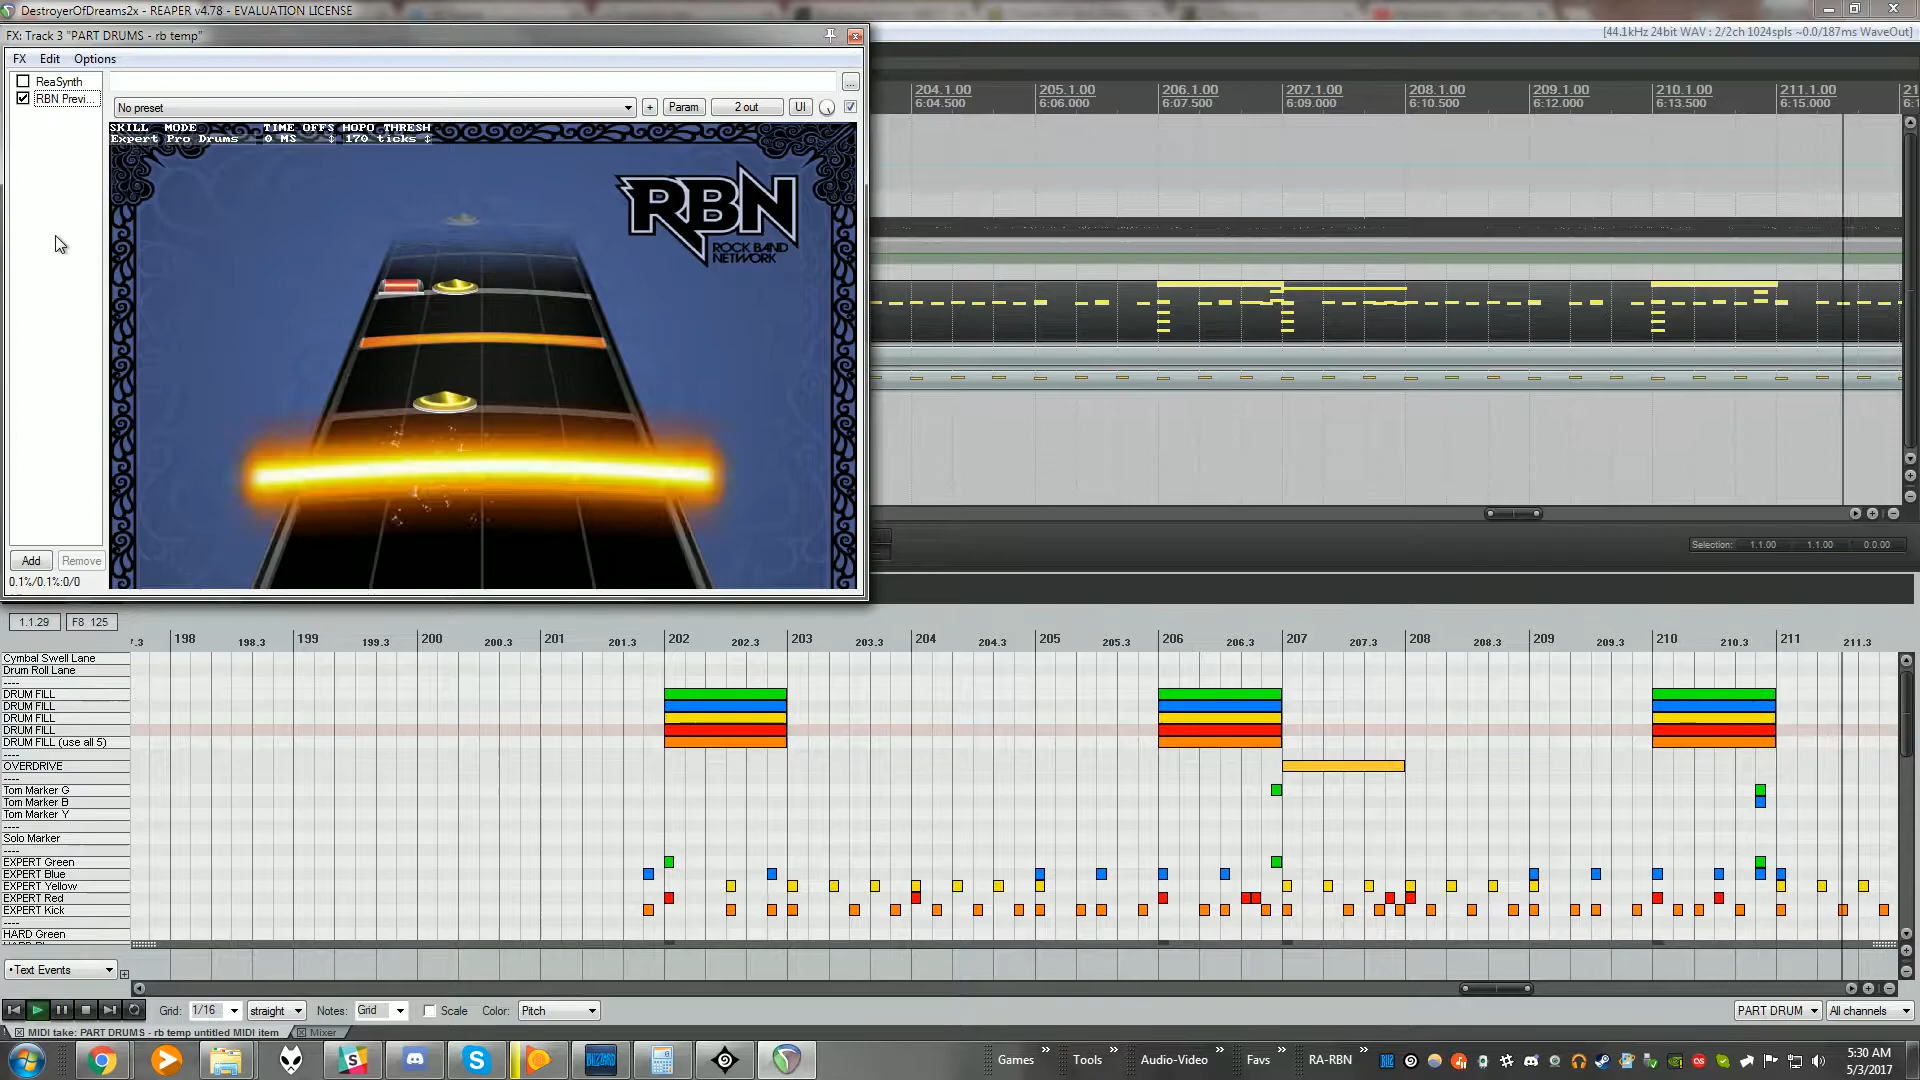 DestroyerOfDreams2x - REAPER v4.78 - EVALUATION LICENSE
[44.1kHz 24bit WAV : 2/2ch 1024spls ~0.0/187ms WaveOut]
FX: Track 3 "PART DRUMS - rb temp"
FX Edit Options
ReaSynth
RBN Previ...
No preset + Param 2 out UI ...
SKILL MODE TIME OFFS HOPO THRESH
Expert Pro Drums 0 MS 170 ticks
RBN
ROCK BAND
NETWORK
Add Remove
0.1%/0.1%:0/0
204.1.00 205.1.00 206.1.00 207.1.00 208.1.00 209.1.00 210.1.00 211.1.00
6:04.500 6:06.000 6:07.500 6:09.000 6:10.500 6:12.000 6:13.500 6:15.000
Selection: 1.1.00 1.1.00 0.0.00
1.1.29 F8 125
198 198.3 199 199.3 200 200.3 201 201.3 202 202.3 203 203.3 204 204.3 205 205.3 206 206.3 207 207.3 208 208.3 209 209.3 210 210.3 211 211.3
Cymbal Swell Lane
Drum Roll Lane
----
DRUM FILL
DRUM FILL
DRUM FILL
DRUM FILL
DRUM FILL (use all 5)
----
OVERDRIVE
----
Tom Marker G
Tom Marker B
Tom Marker Y
----
Solo Marker
----
EXPERT Green
EXPERT Blue
EXPERT Yellow
EXPERT Red
EXPERT Kick
----
HARD Green
Text Events
Grid: 1/16 straight Notes: Grid Scale Color: Pitch PART DRUM All channels
MIDI take: PART DRUMS - rb temp untitled MIDI item Mixer
Games Tools Audio-Video Favs RA-RBN
5:30 AM
5/3/2017